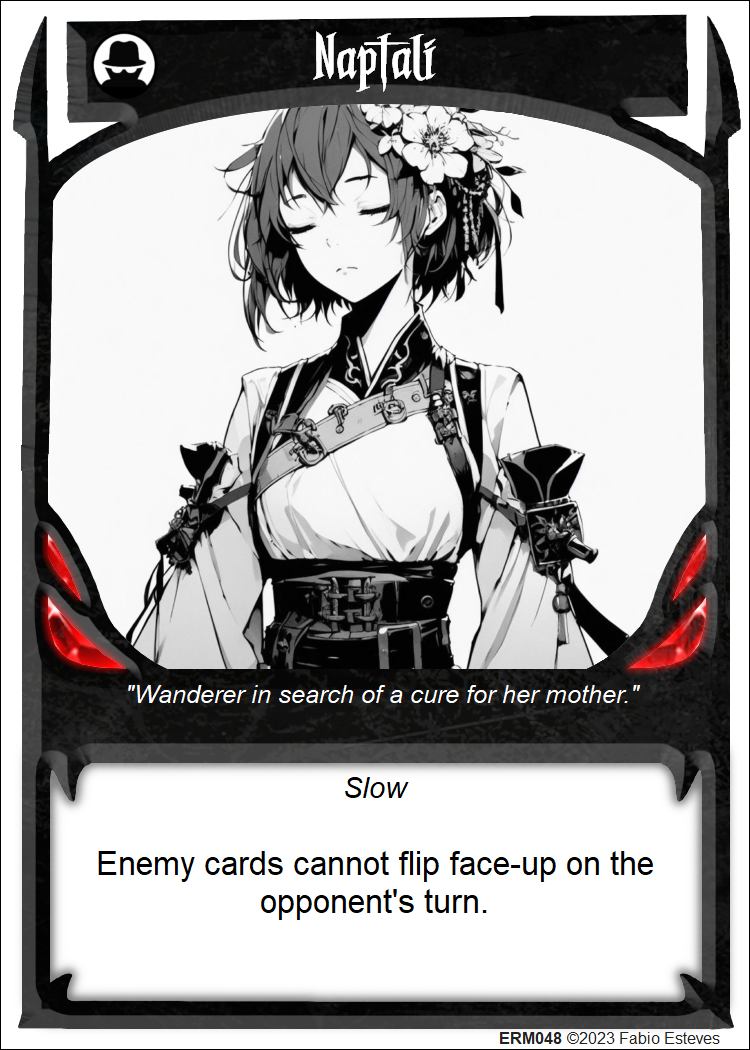 Naptali
"Wanderer in search of a cure for her mother."
Slow
Enemy cards cannot flip face-up on the
opponent's turn.
ERM048 ©2023 Fabio Esteves